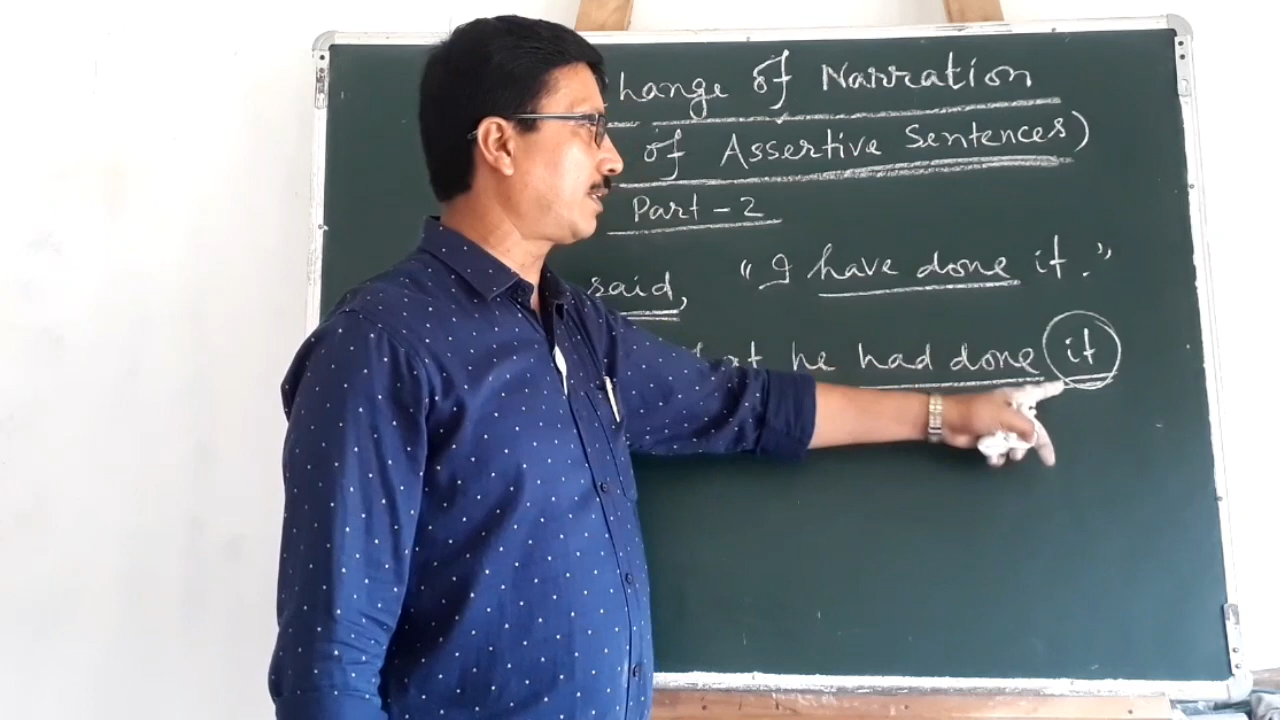 hange of Narration
of Assertive Sentences)
Part - 2
said, "I have done it."
he had done it